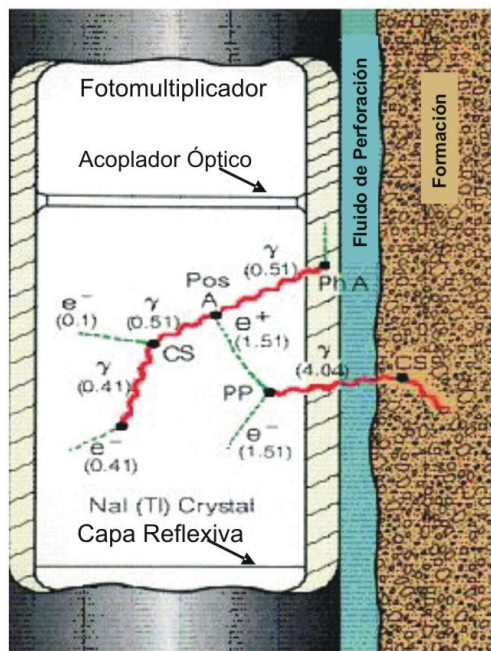 Fotomultiplicador
Acoplador Óptico
Fluido de Perforación
Formación
γ
(0.51)
Ph A
Pos
A
γ
(0.51)
e⁻
(0.1)
CS
e⁺
(1.51)
γ
(4.04)
CS
γ
(0.41)
PP
e⁻
(0.41)
e⁻
(1.51)
NaI (Tl) Crystal
Capa Reflexiva